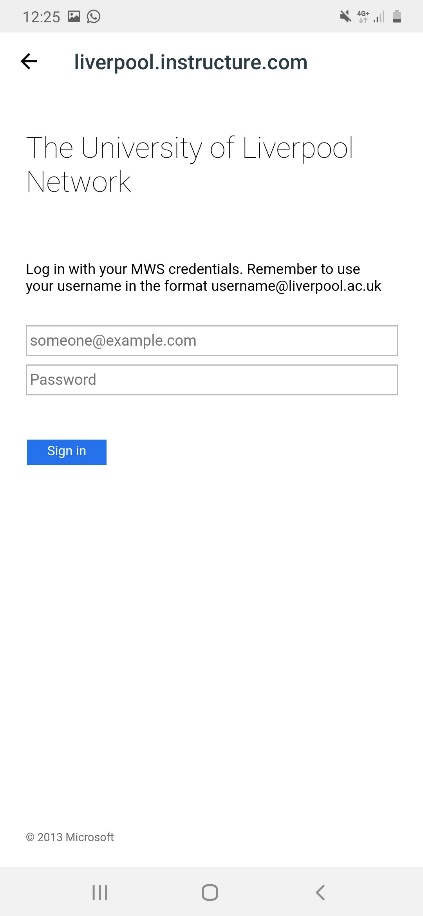 12:25
4G+
liverpool.instructure.com
The University of Liverpool
Network
Log in with your MWS credentials. Remember to use
your username in the format username@liverpool.ac.uk
someone@example.com
Password
Sign in
© 2013 Microsoft